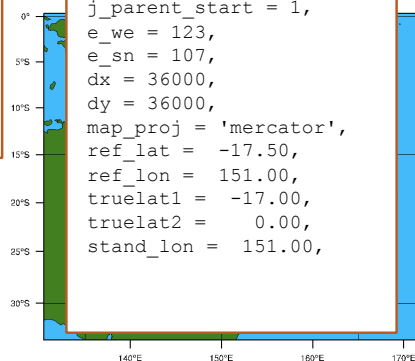 j_parent_start = 1,
e_we = 123,
e_sn = 107,
dx = 36000,
dy = 36000,
map_proj = 'mercator',
ref_lat = -17.50,
ref_lon = 151.00,
truelat1 = -17.00,
truelat2 = 0.00,
stand_lon = 151.00,
0°
5°S
10°S
15°S
20°S
25°S
30°S
140°E 150°E 160°E 170°E